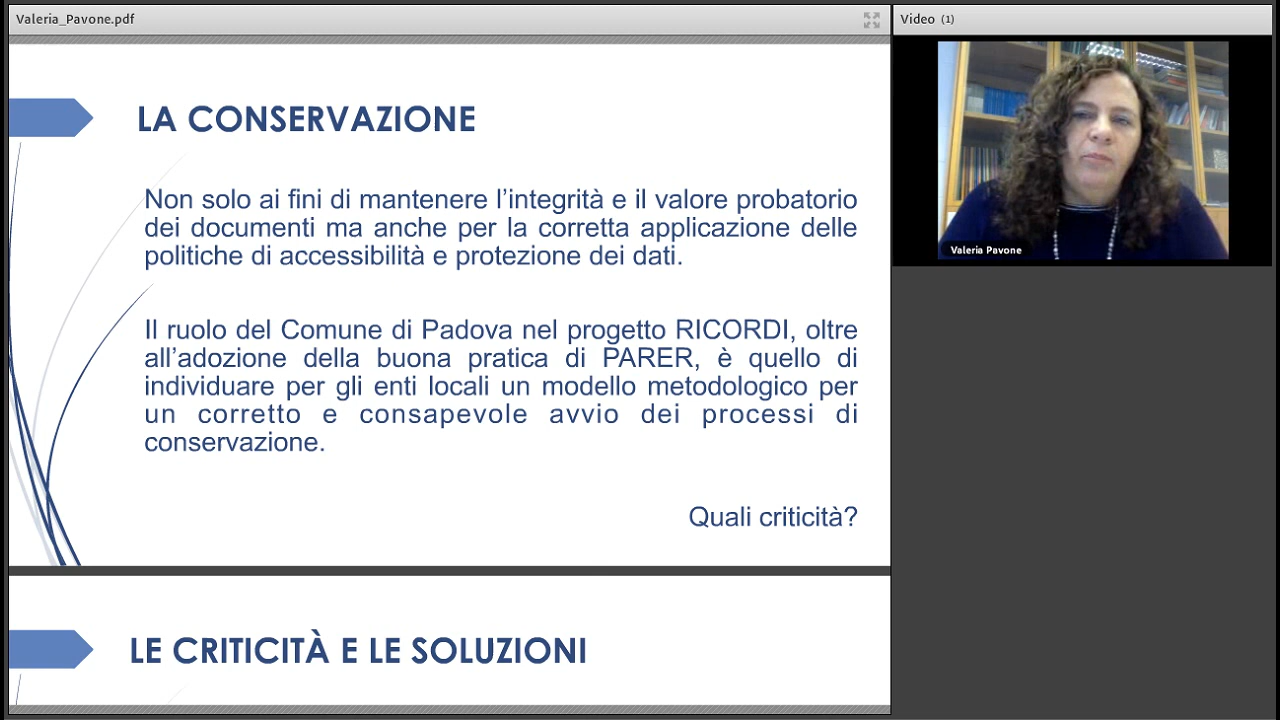 Valeria_Pavone.pdf
Video (1)
LA CONSERVAZIONE
Non solo ai fini di mantenere l’integrità e il valore probatorio
dei documenti ma anche per la corretta applicazione delle
politiche di accessibilità e protezione dei dati.
Il ruolo del Comune di Padova nel progetto RICORDI, oltre
all’adozione della buona pratica di PARER, è quello di
individuare per gli enti locali un modello metodologico per
un corretto e consapevole avvio dei processi di
conservazione.
Quali criticità?
LE CRITICITÀ E LE SOLUZIONI
Valeria Pavone